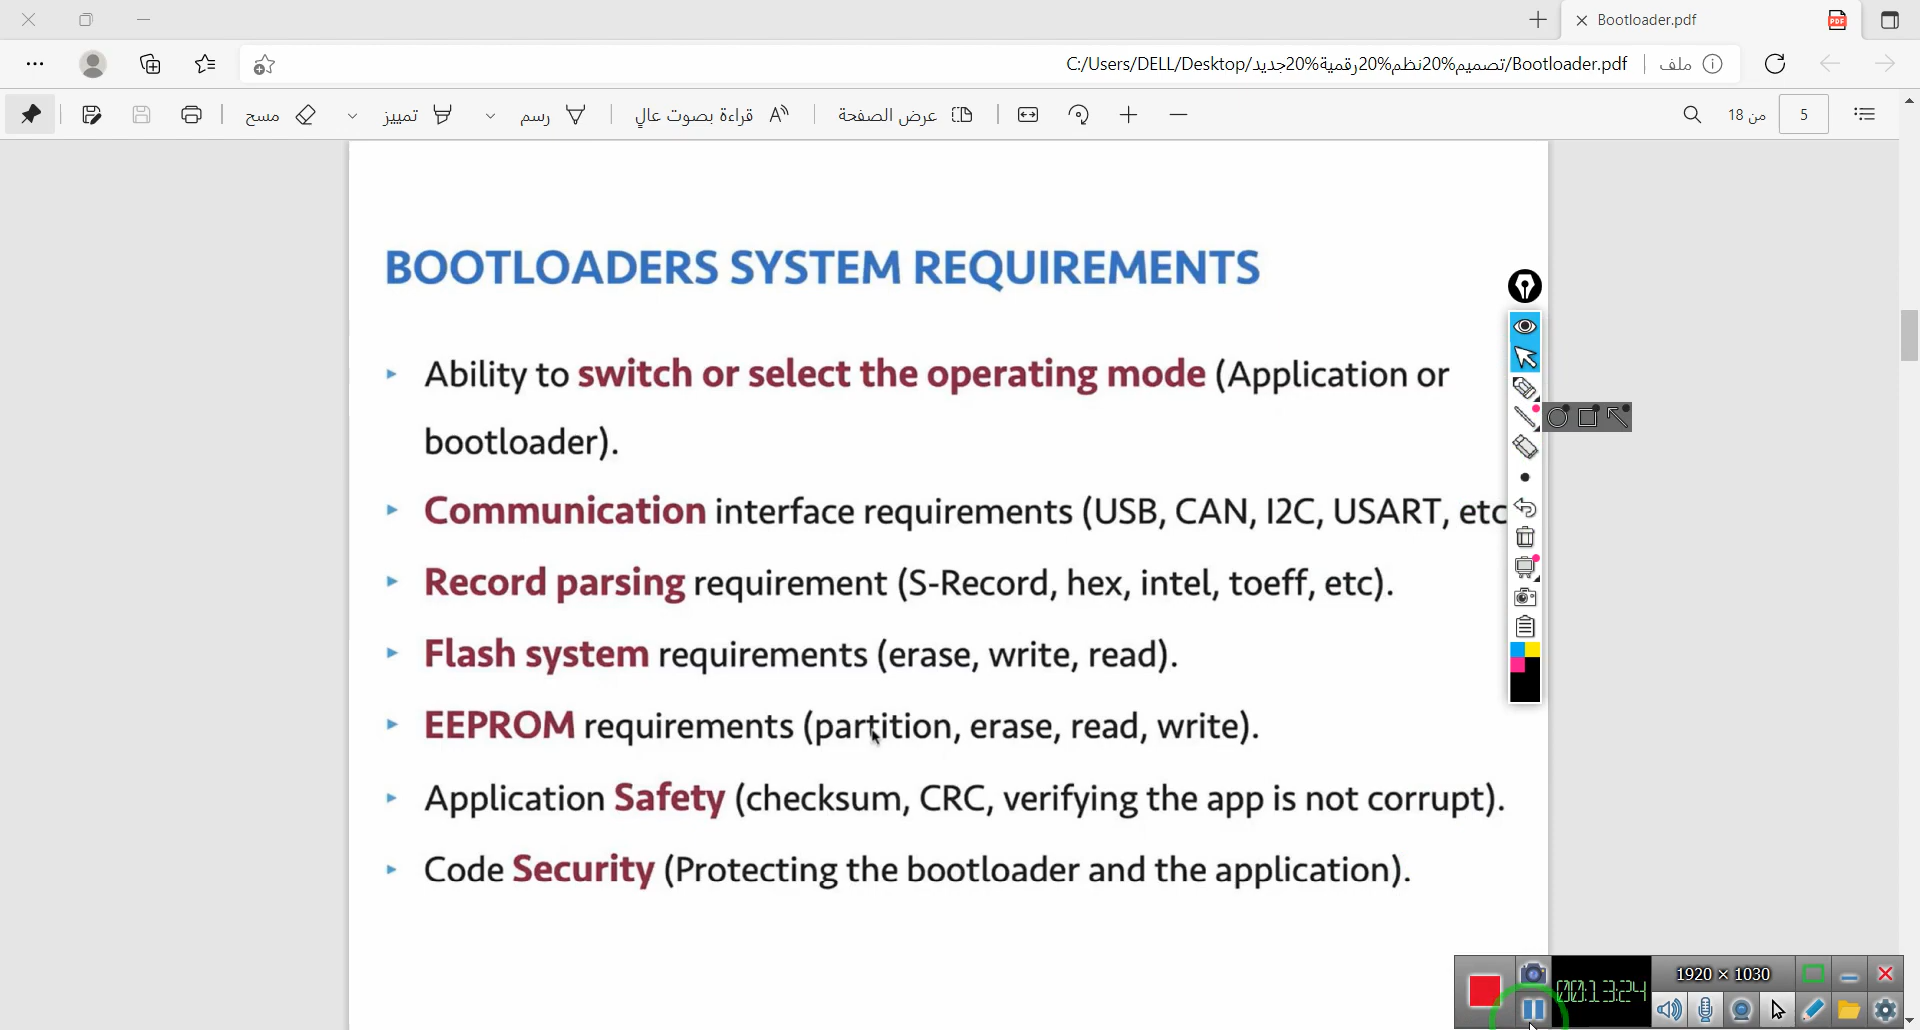 Bootloader.pdf
C:/Users/DELL/Desktop/تصميم%20نظم%20رقمية%20جديد/Bootloader.pdf
ملف
مسح
تمييز
رسم
قراءة بصوت عالٍ
عرض الصفحة
من 18
5
BOOTLOADERS SYSTEM REQUIREMENTS
Ability to switch or select the operating mode (Application or
bootloader).
Communication interface requirements (USB, CAN, I2C, USART, etc
Record parsing requirement (S-Record, hex, intel, toeff, etc).
Flash system requirements (erase, write, read).
EEPROM requirements (partition, erase, read, write).
Application Safety (checksum, CRC, verifying the app is not corrupt).
Code Security (Protecting the bootloader and the application).
1920 × 1030
00:13:24